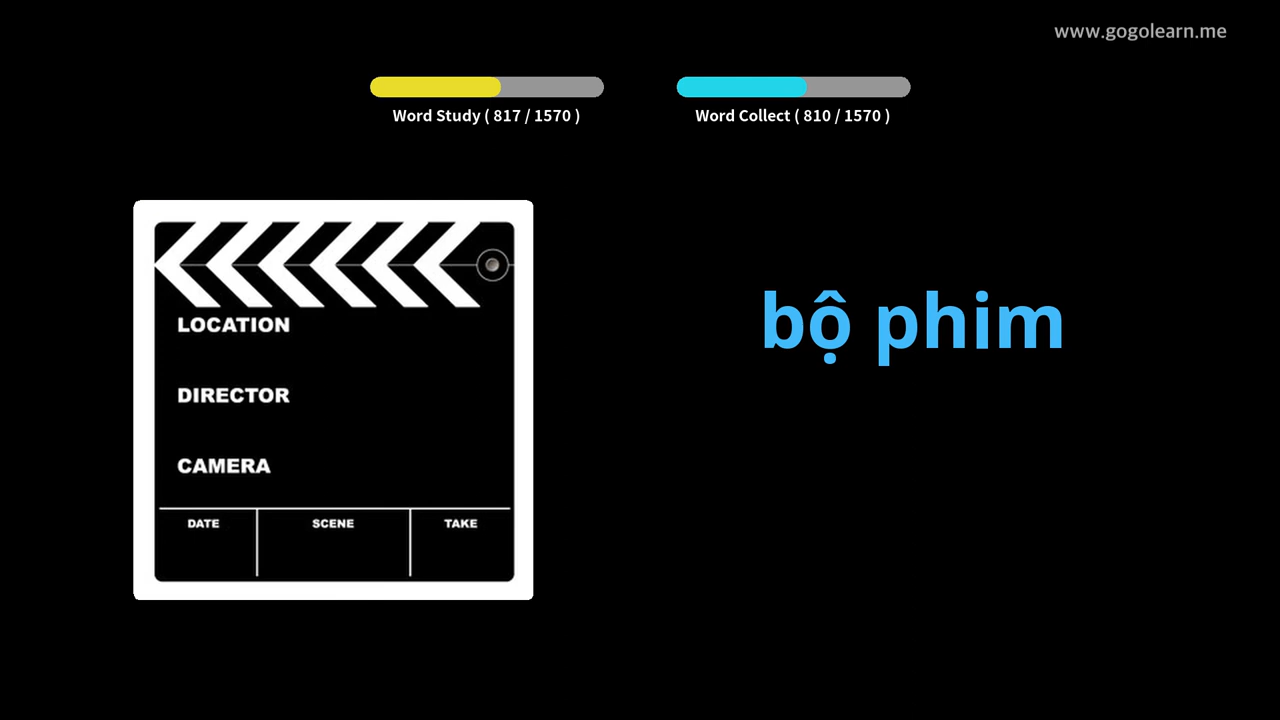 www.gogolearn.me
Word Study ( 817 / 1570 )
Word Collect ( 810 / 1570 )
LOCATION
DIRECTOR
CAMERA
DATE
SCENE
TAKE
bộ phim